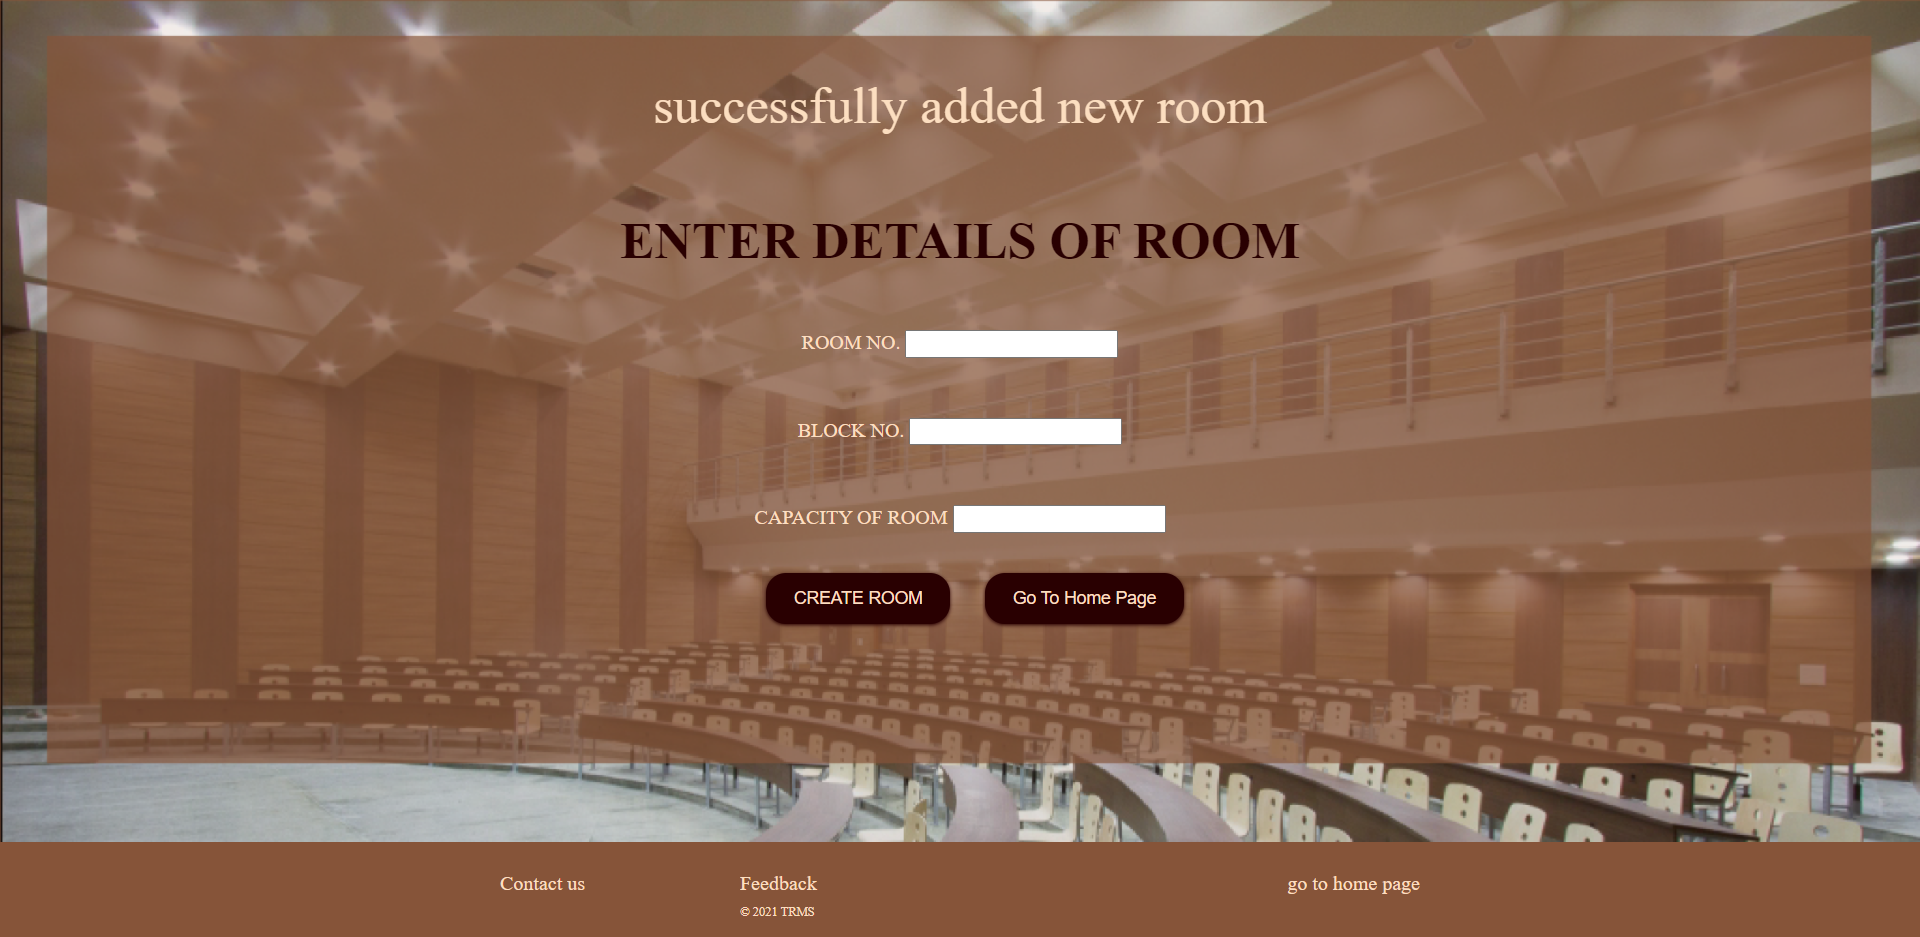 successfully added new room
ENTER DETAILS OF ROOM
ROOM NO.
BLOCK NO.
CAPACITY OF ROOM
CREATE ROOM Go To Home Page
Contact us Feedback go to home page
© 2021 TRMS